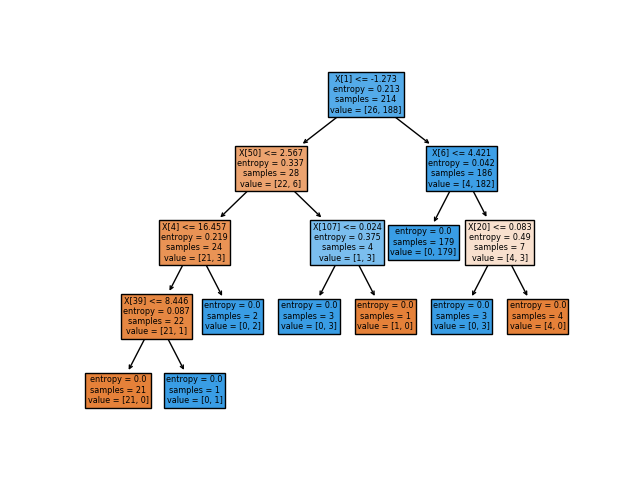 X[1] <= -1.273
entropy = 0.213
samples = 214
value = [26, 188]
X[50] <= 2.567
entropy = 0.337
samples = 28
value = [22, 6]
X[6] <= 4.421
entropy = 0.042
samples = 186
value = [4, 182]
X[4] <= 16.457
entropy = 0.219
samples = 24
value = [21, 3]
X[107] <= 0.024
entropy = 0.375
samples = 4
value = [1, 3]
entropy = 0.0
samples = 179
value = [0, 179]
X[20] <= 0.083
entropy = 0.49
samples = 7
value = [4, 3]
X[39] <= 8.446
entropy = 0.087
samples = 22
value = [21, 1]
entropy = 0.0
samples = 2
value = [0, 2]
entropy = 0.0
samples = 3
value = [0, 3]
entropy = 0.0
samples = 1
value = [1, 0]
entropy = 0.0
samples = 3
value = [0, 3]
entropy = 0.0
samples = 4
value = [4, 0]
entropy = 0.0
samples = 21
value = [21, 0]
entropy = 0.0
samples = 1
value = [0, 1]